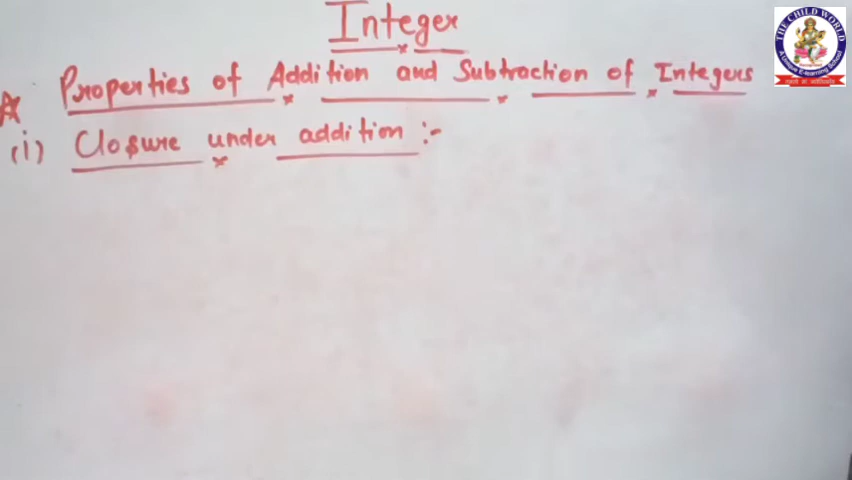 Integer
Properties of Addition and Subtraction of Integers
(i) Closure under addition :-
THE CHILD WORLD